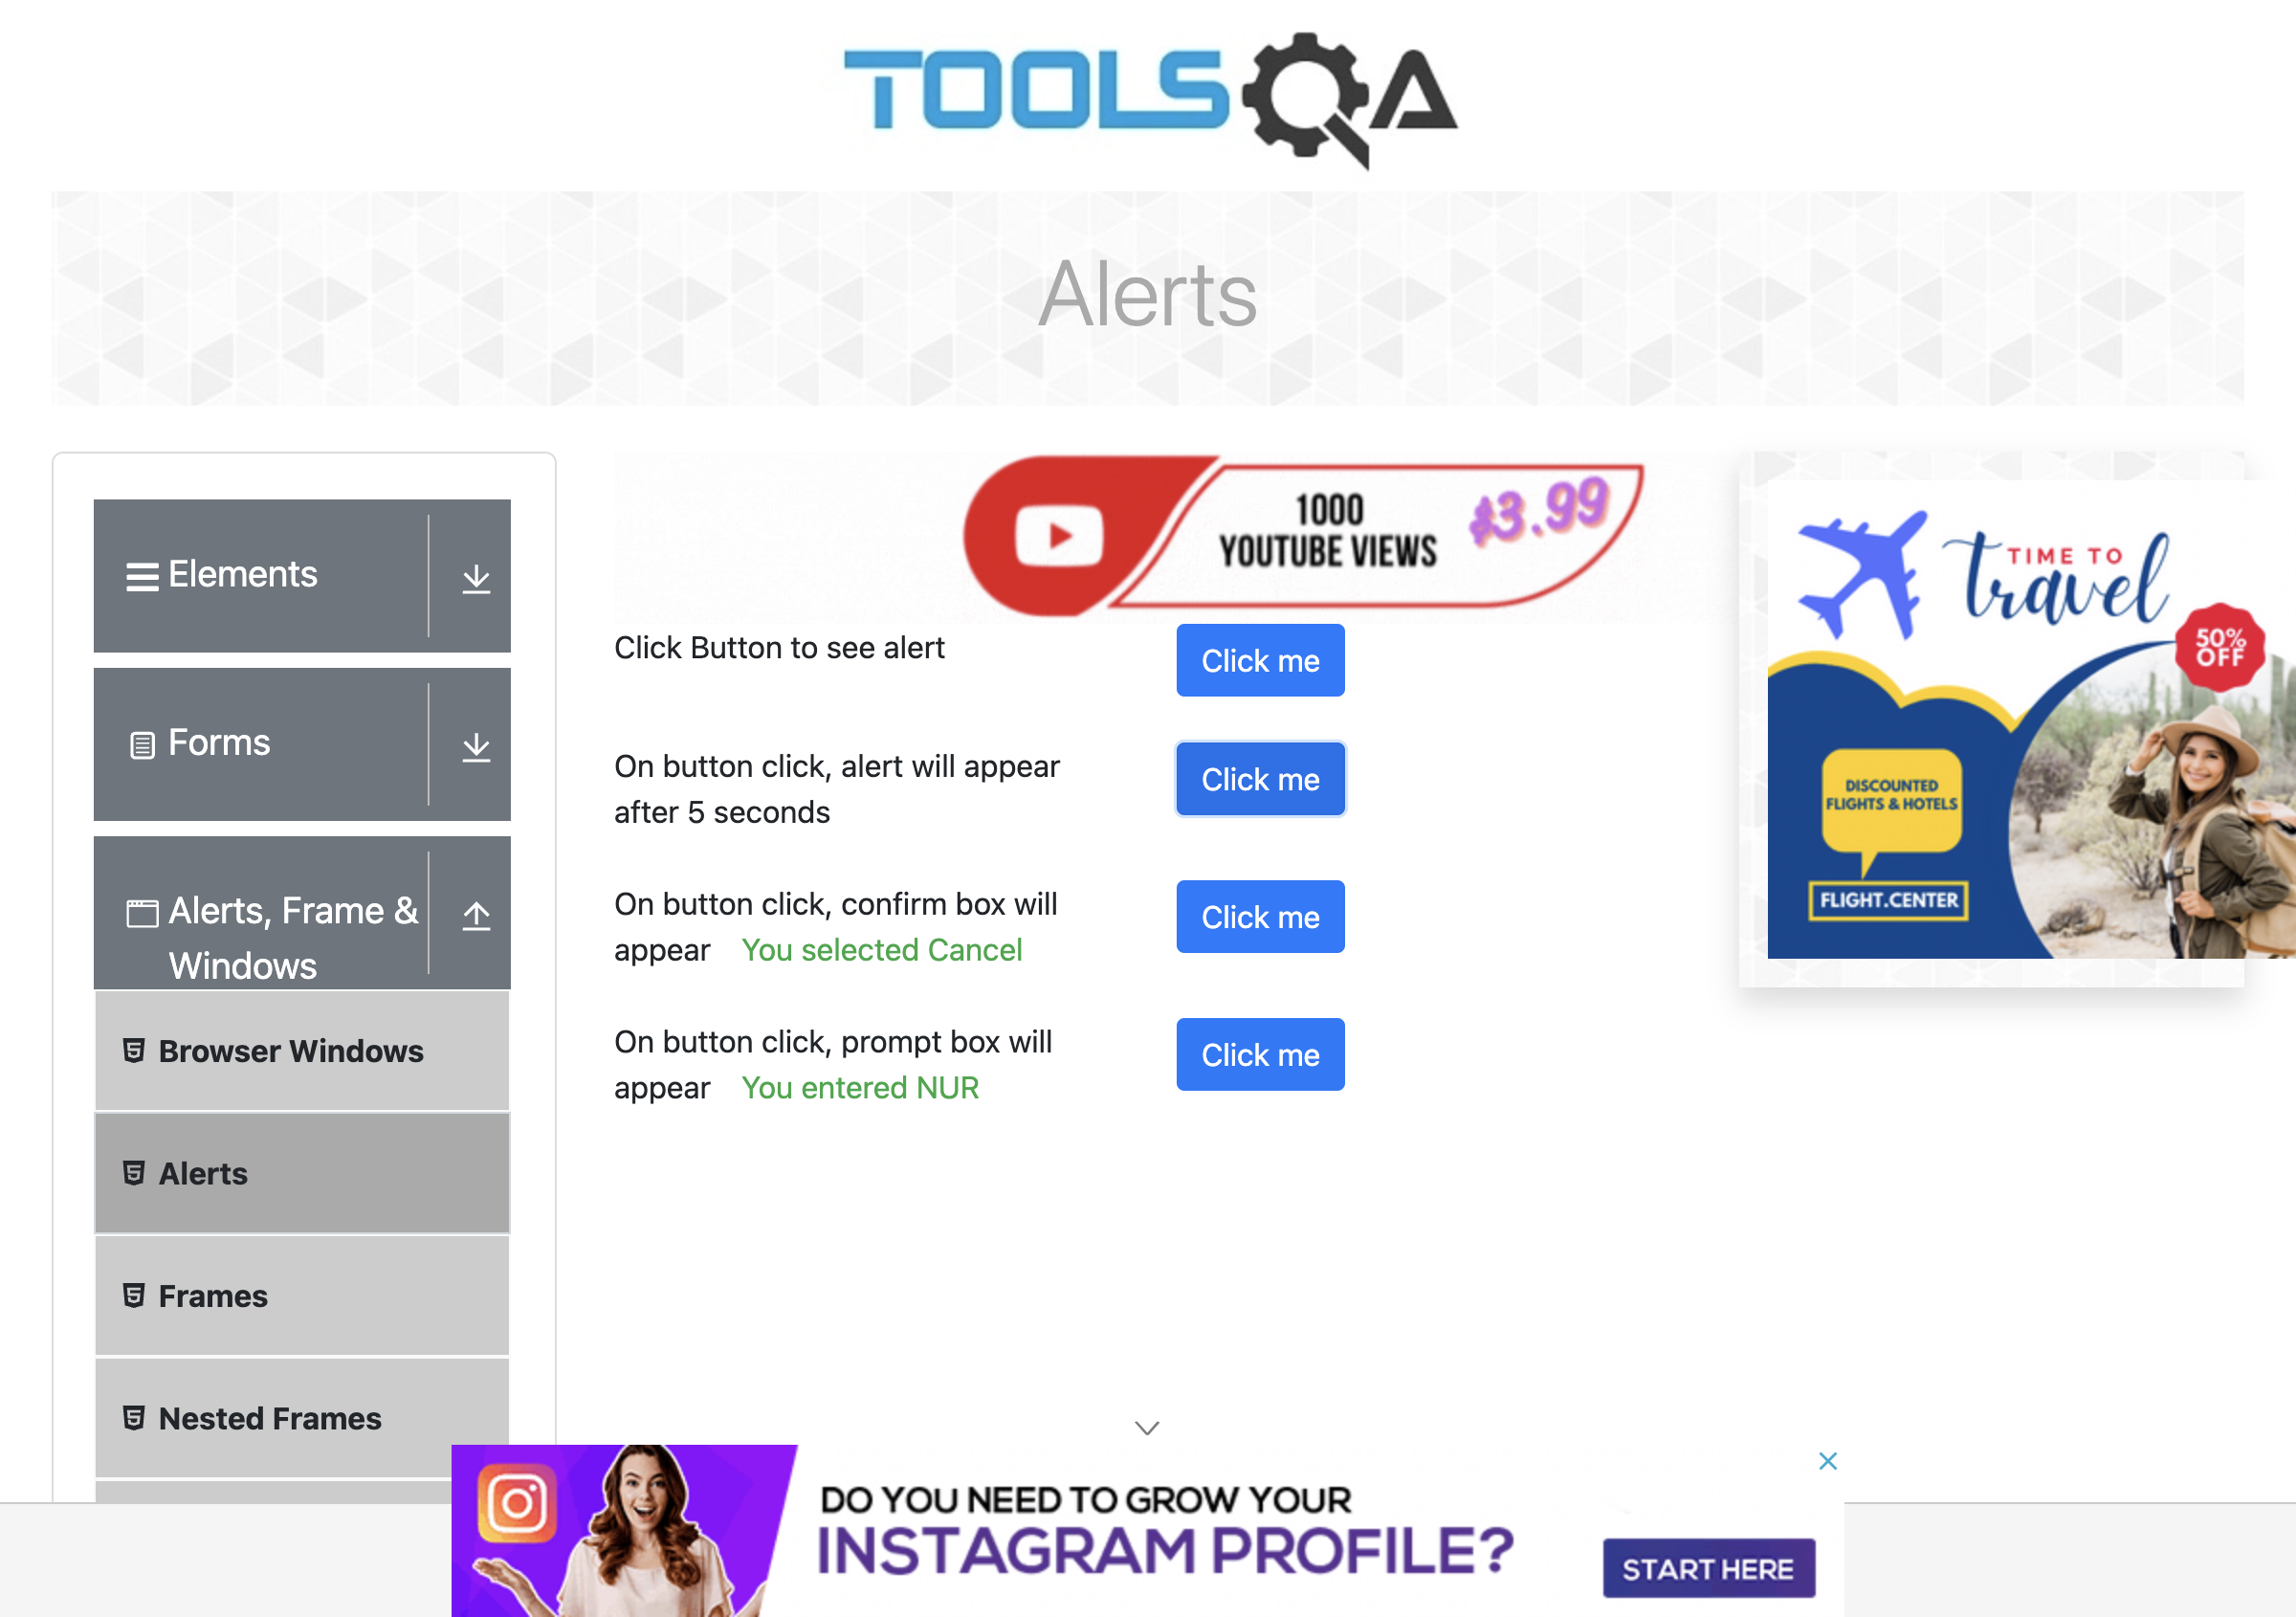 TOOLSQA
Alerts
Elements
Forms
Alerts, Frame &
Windows
Browser Windows
Alerts
Frames
Nested Frames
1000
YOUTUBE VIEWS
$3.99
Click Button to see alert
Click me
On button click, alert will appear
after 5 seconds
Click me
On button click, confirm box will
appear You selected Cancel
Click me
On button click, prompt box will
appear You entered NUR
Click me
TIME TO
travel
50%
OFF
DISCOUNTED
FLIGHTS & HOTELS
FLIGHT.CENTER
DO YOU NEED TO GROW YOUR
INSTAGRAM PROFILE?
START HERE